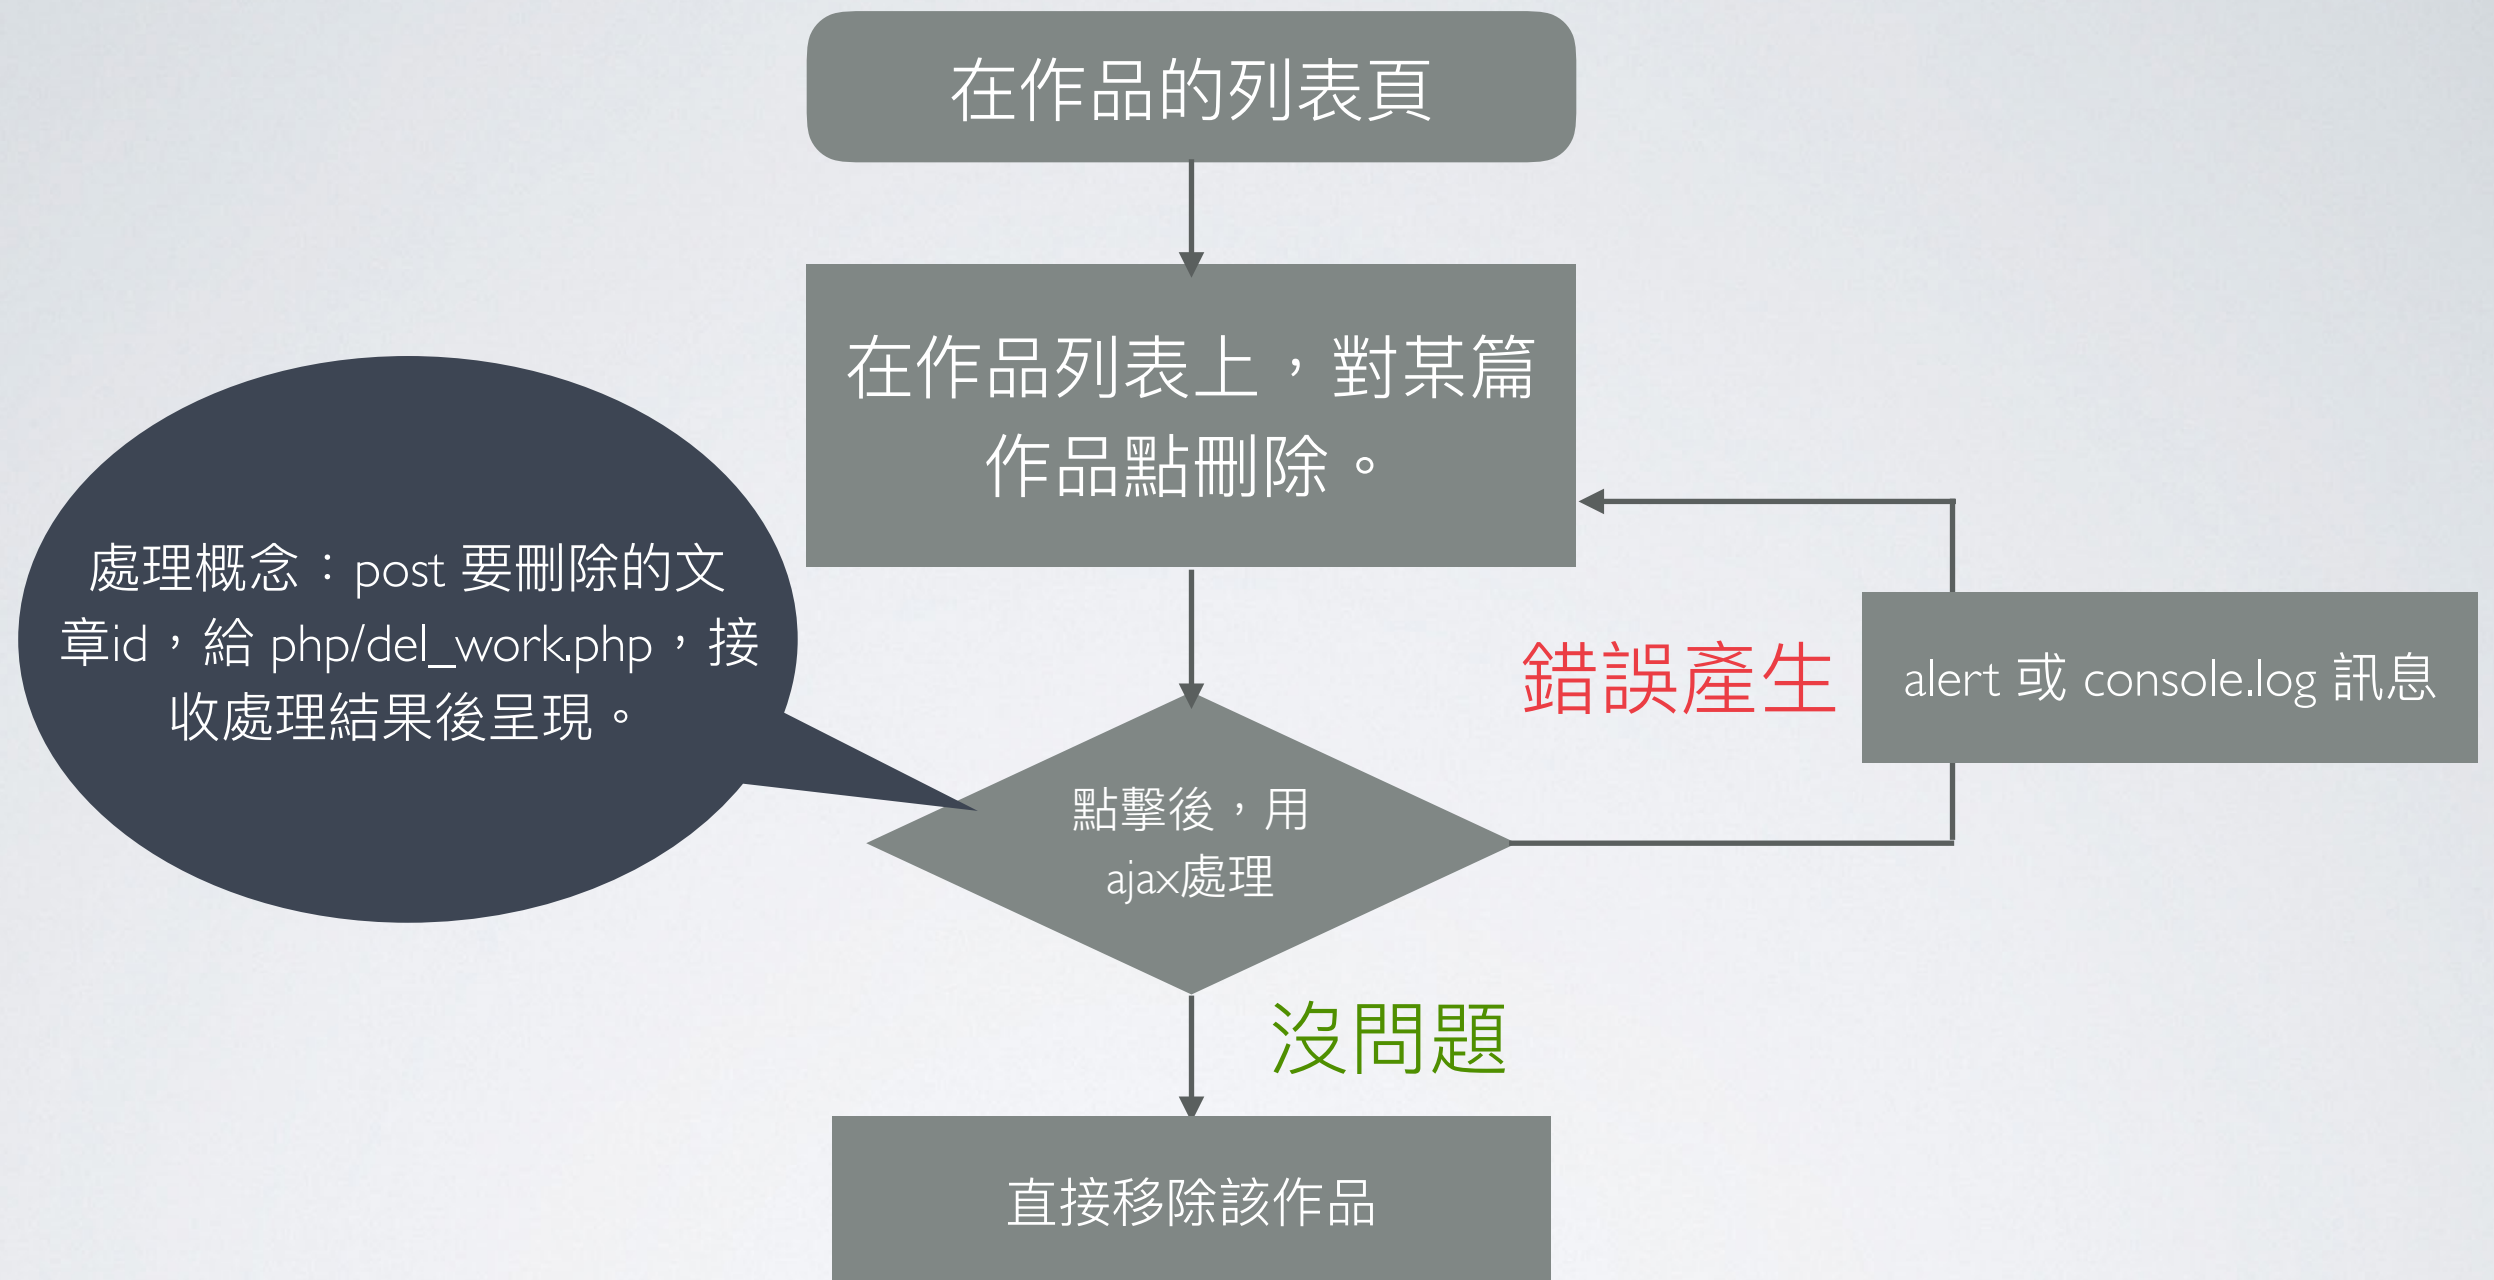 在作品的列表頁
在作品列表上，對某篇
作品點刪除。
處理概念：post 要刪除的文
章id，給 php/del_work.php，接
收處理結果後呈現。
錯誤產生
alert 或 console.log 訊息
點擊後，用
ajax處理
沒問題
直接移除該作品